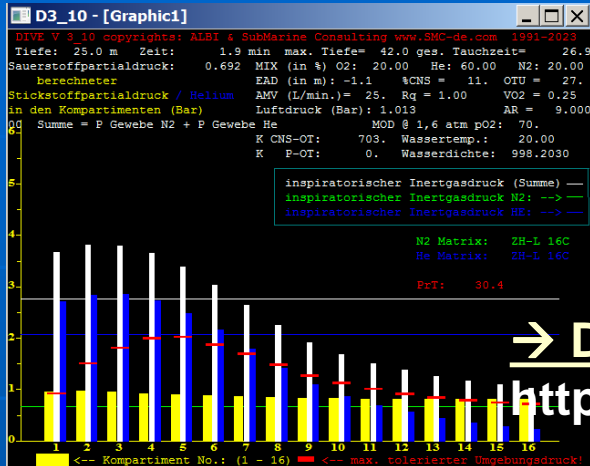 D3_10 - [Graphic1]
DIVE V 3_10 copyrights: ALBI & SubMarine Consulting www.SMC-de.com 1991-2023
Tiefe: 25.0 m Zeit: 1.9 min max. Tiefe= 42.0 ges. Tauchzeit= 26.9
Sauerstoffpartialdruck: 0.692 MIX (in %) O2: 20.00 He: 60.00 N2: 20.00
berechneter EAD (in m): -1.1 %CNS = 11. OTU = 27.
Stickstoffpartialdruck / Helium AMV (L/min.)= 25. Rq = 1.00 VO2 = 0.25
in den Kompartimenten (Bar) Luftdruck (Bar): 1.013 AR = 9.000
00 Summe = P Gewebe N2 + P Gewebe He MOD @ 1,6 atm pO2: 70.
K CNS-OT: 703. Wassertemp.: 20.00
K P-OT: 0. Wasserdichte: 998.2030
6
inspiratorischer Inertgasdruck (Summe)
inspiratorischer Inertgasdruck N2: -->
inspiratorischer Inertgasdruck HE: -->
5
4
N2 Matrix: ZH-L 16C
He Matrix: ZH-L 16C
3
PrT: 30.4
2
→ D
1
http
0
1 2 3 4 5 6 7 8 9 10 11 12 13 14 15 16
<-- Kompartiment No.: (1 - 16) <-- max. tolerierter Umgebungsdruck!